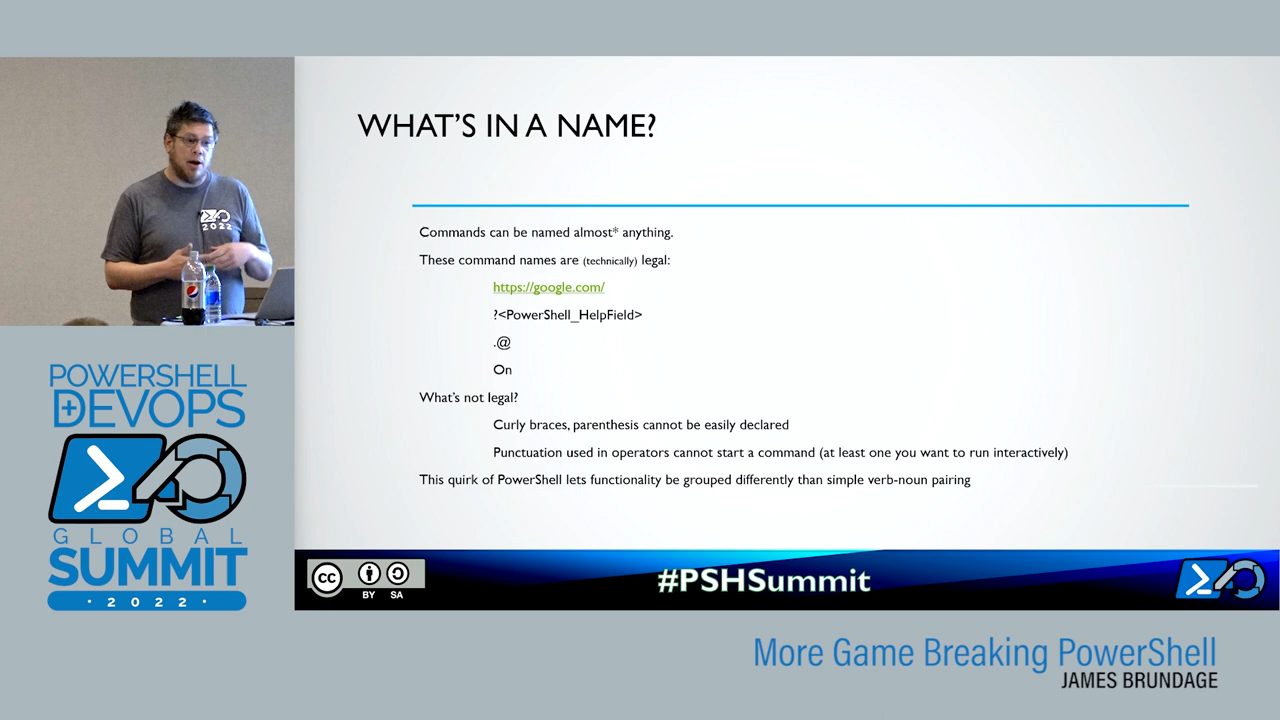 WHAT'S IN A NAME?
Commands can be named almost* anything.
These command names are (technically) legal:
https://google.com/
?<PowerShell_HelpField>
.@
On
What's not legal?
Curly braces, parenthesis cannot be easily declared
Punctuation used in operators cannot start a command (at least one you want to run interactively)
This quirk of PowerShell lets functionality be grouped differently than simple verb-noun pairing
2022
POWERSHELL
+DEVOPS
GLOBAL
SUMMIT
· 2022 ·
CC
BY SA
#PSHSummit
More Game Breaking PowerShell
JAMES BRUNDAGE